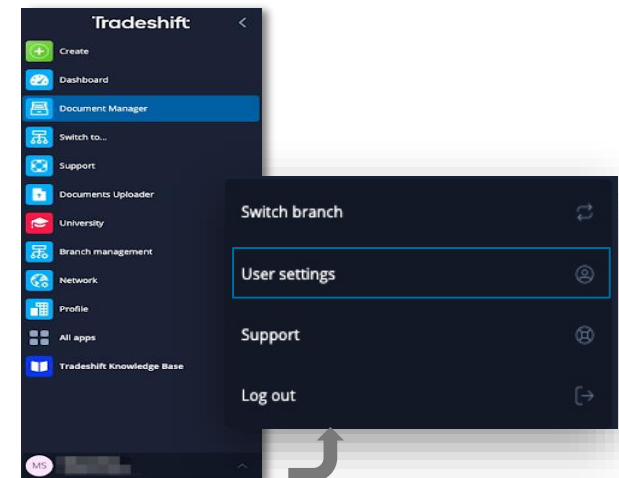 Tradeshift
Create
Dashboard
Document Manager
Switch to...
Support
Documents Uploader
University
Branch management
Network
Profile
All apps
Tradeshift Knowledge Base
MS
Switch branch
User settings
Support
Log out